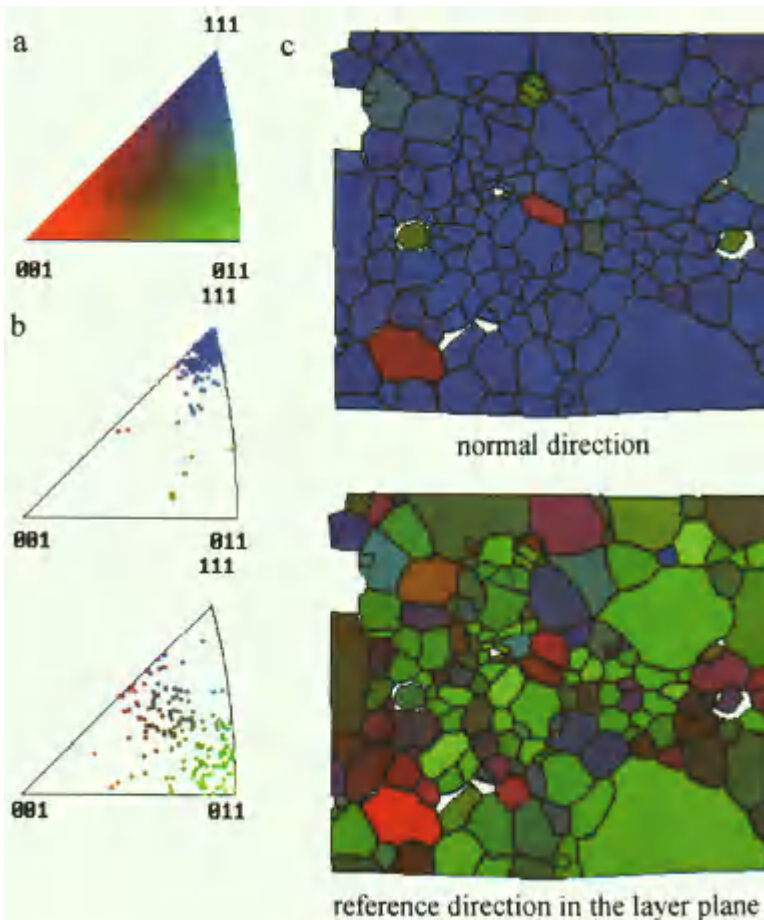 a
111
c
001
011
b
111
001
011
normal direction
111
001
011
reference direction in the layer plane